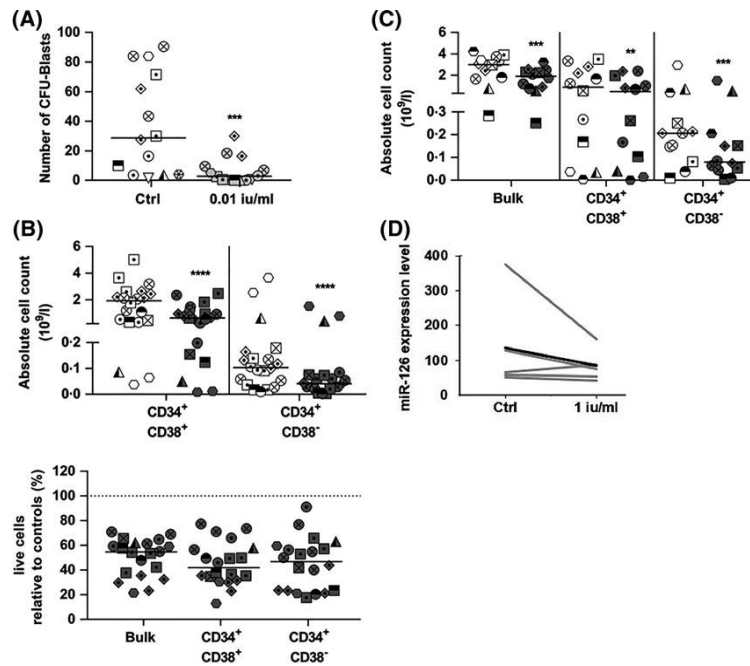 (A)
Number of CFU-Blasts
100
80
60
40
20
0
***
Ctrl
0.01 iu/ml
(B)
Absolute cell count
(10⁹/l)
6
4
2
0·2
0·1
0·0
****
****
CD34⁺
CD38⁺
CD34⁺
CD38⁻
live cells
relative to controls (%)
120
100
80
60
40
20
0
Bulk
CD34⁺
CD38⁺
CD34⁺
CD38⁻
(C)
Absolute cell count
(10⁹/l)
6
4
2
0·3
0·2
0·1
0·0
***
**
***
Bulk
CD34⁺
CD38⁺
CD34⁺
CD38⁻
(D)
miR-126 expression level
400
300
200
100
0
Ctrl
1 iu/ml